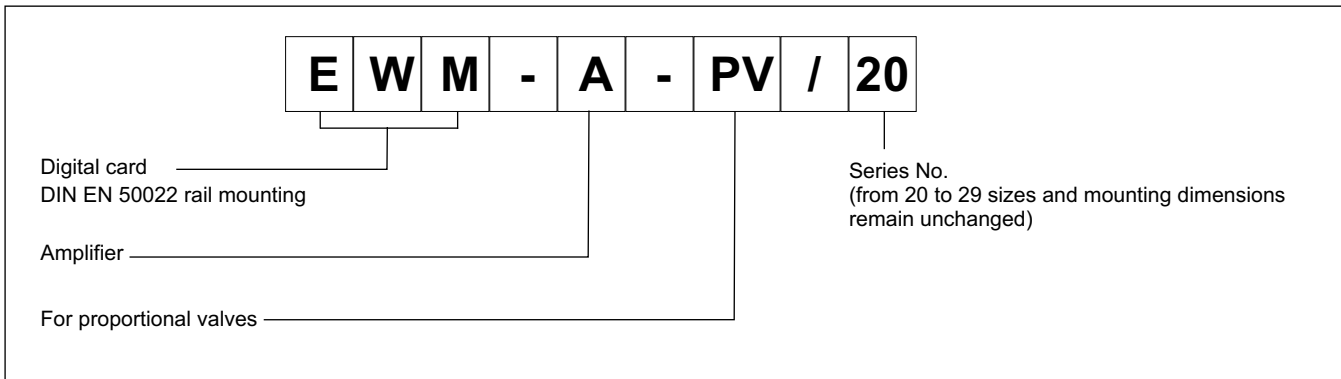 E W M - A - PV / 20
Digital card
DIN EN 50022 rail mounting
Amplifier
For proportional valves
Series No.
(from 20 to 29 sizes and mounting dimensions
remain unchanged)